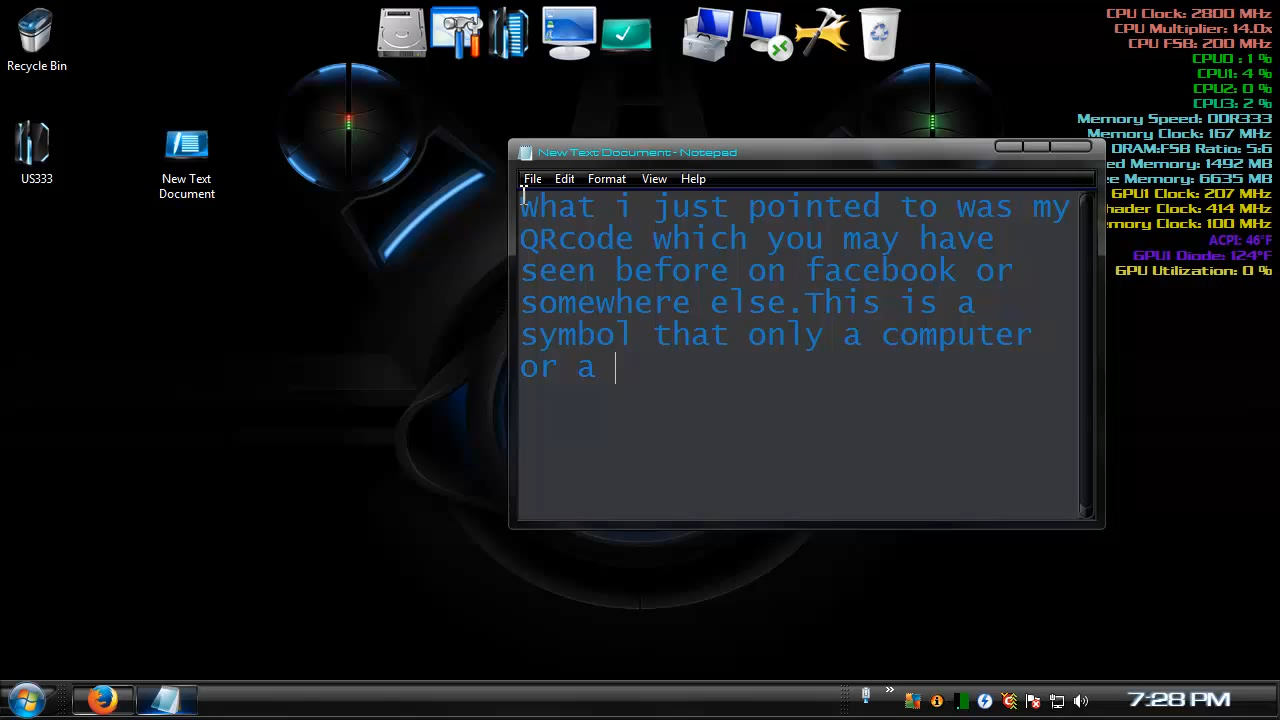 Recycle Bin
US333
New Text
Document
CPU Clock: 2800 MHz
CPU Multiplier: 14.0x
CPU FSB: 200 MHz
CPU0 : 1 %
CPU1: 4 %
CPU2: 0 %
CPU3: 2 %
Memory Speed: DDR333
Memory Clock: 167 MHz
DRAM:FSB Ratio: 5:6
Memory: 1492 MB
Memory: 6635 MB
GPU1 Clock: 207 MHz
Clock: 414 MHz
Clock: 100 MHz
ACPI: 46°F
GPU1 Diode: 124°F
GPU Utilization: 0 %
New Text Document - Notepad
File Edit Format View Help
What i just pointed to was my
QRcode which you may have
seen before on facebook or
somewhere else.This is a
symbol that only a computer
or a
7:28 PM